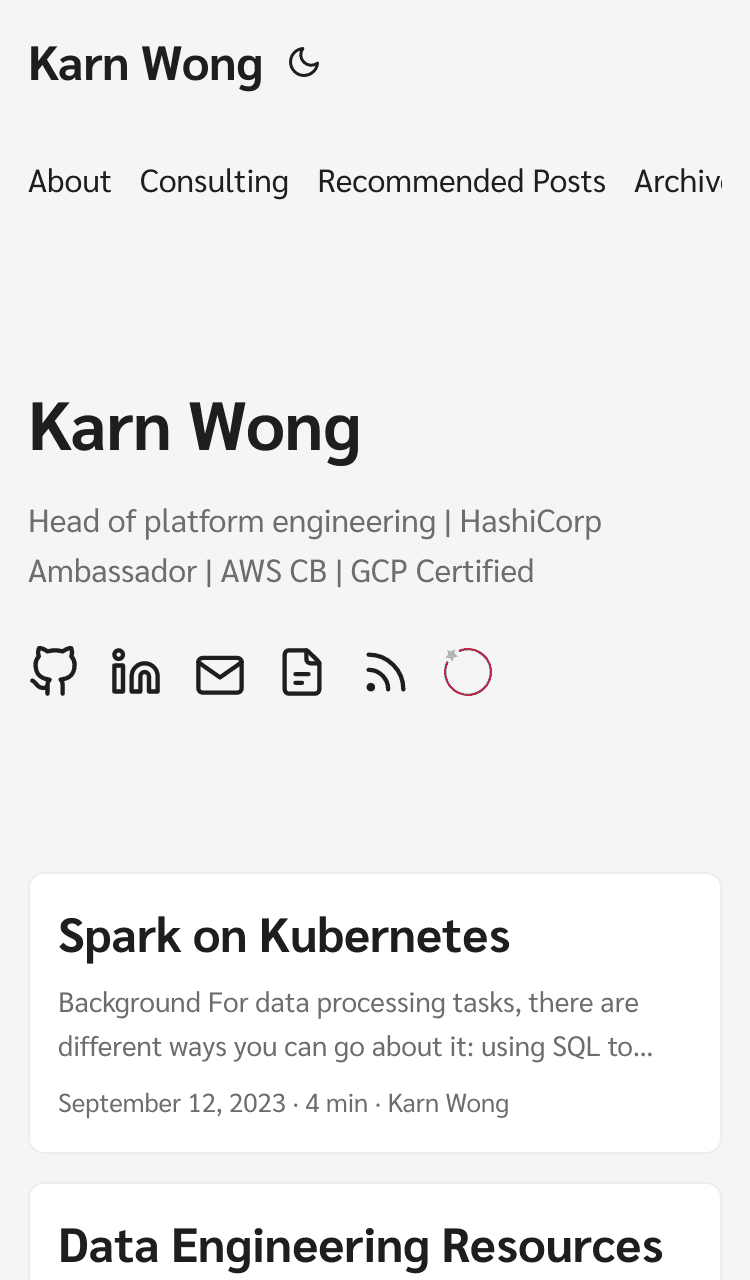 Karn Wong
About Consulting Recommended Posts Archiv
Karn Wong
Head of platform engineering | HashiCorp
Ambassador | AWS CB | GCP Certified
Spark on Kubernetes
Background For data processing tasks, there are
different ways you can go about it: using SQL to...
September 12, 2023 · 4 min · Karn Wong
Data Engineering Resources